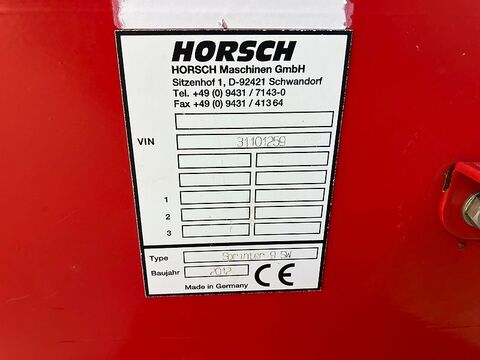 HORSCH
HORSCH Maschinen GmbH
Sitzenhof 1, D-92421 Schwandorf
Tel. +49 (0) 9431 / 7143-0
Fax +49 (0) 9431 / 41364
VIN 31101259
1
2
3
Type Sprinter 9 SW
Baujahr 2012 CE
Made in Germany